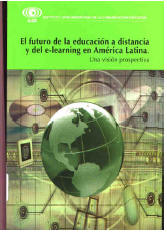 El futuro de la educación a distancia
y del e-learning en América Latina.
Una visión prospectiva